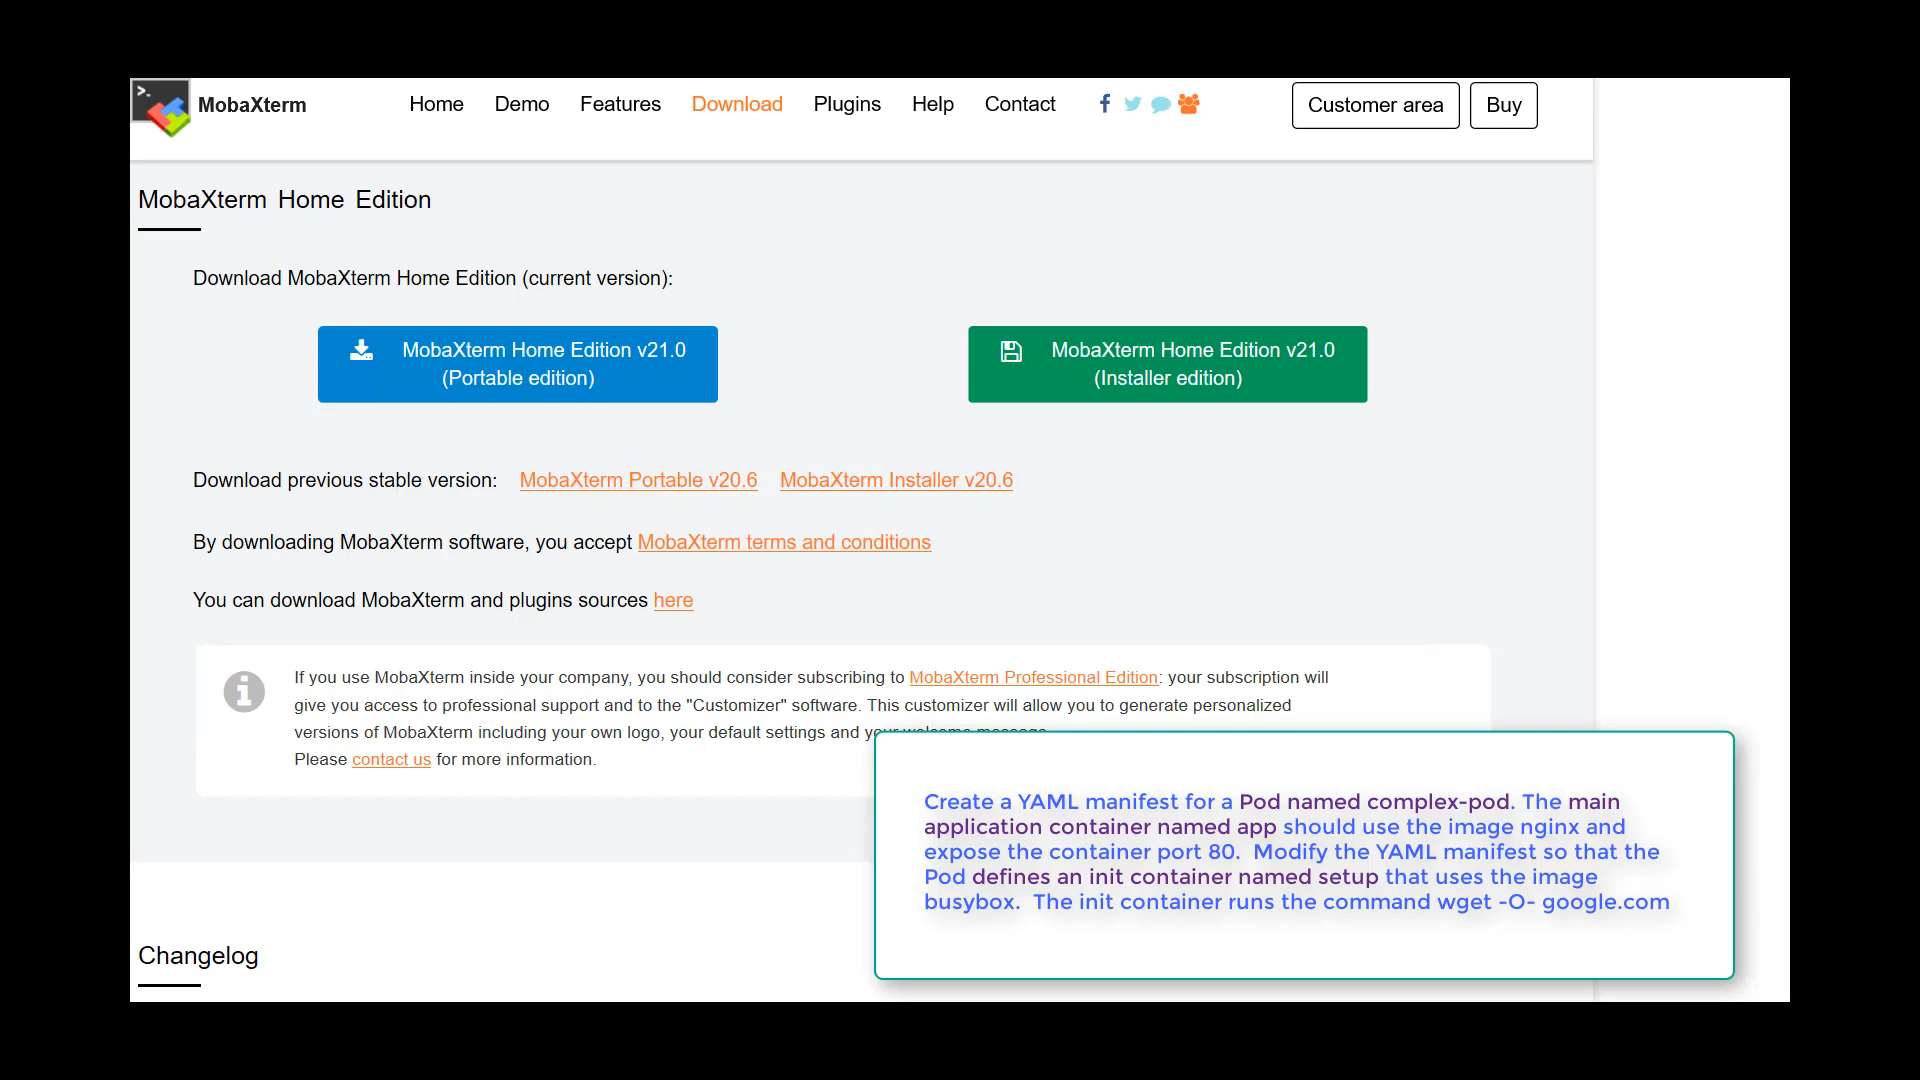 MobaXterm
Home Demo Features Download Plugins Help Contact
Customer area Buy
MobaXterm Home Edition
Download MobaXterm Home Edition (current version):
MobaXterm Home Edition v21.0
(Portable edition)
MobaXterm Home Edition v21.0
(Installer edition)
Download previous stable version: MobaXterm Portable v20.6 MobaXterm Installer v20.6
By downloading MobaXterm software, you accept MobaXterm terms and conditions
You can download MobaXterm and plugins sources here
If you use MobaXterm inside your company, you should consider subscribing to MobaXterm Professional Edition: your subscription will
give you access to professional support and to the "Customizer" software. This customizer will allow you to generate personalized
versions of MobaXterm including your own logo, your default settings and your welcome message.
Please contact us for more information.
Create a YAML manifest for a Pod named complex-pod. The main
application container named app should use the image nginx and
expose the container port 80. Modify the YAML manifest so that the
Pod defines an init container named setup that uses the image
busybox. The init container runs the command wget -O- google.com
Changelog